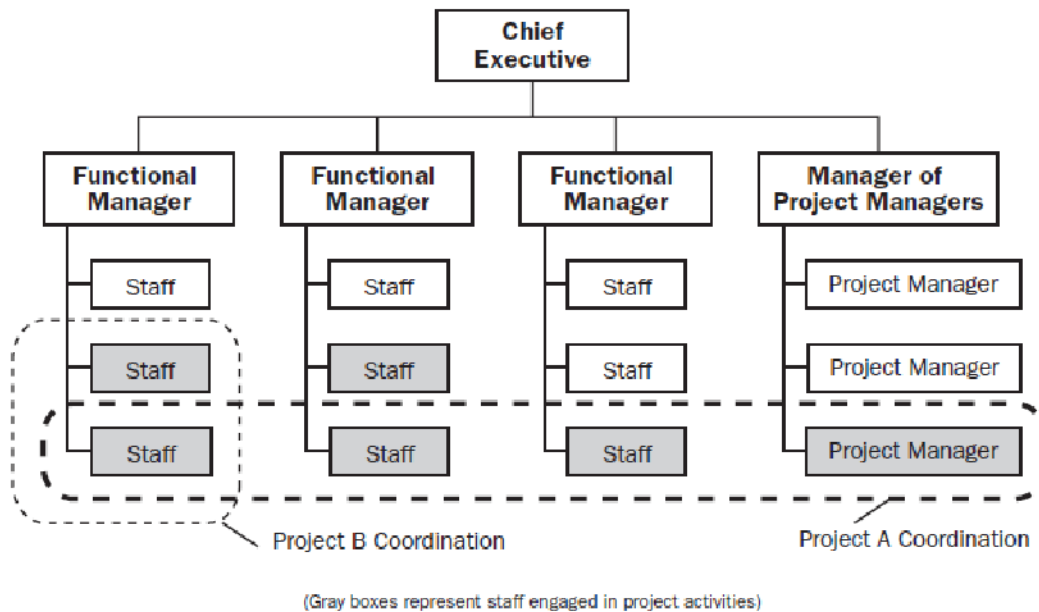 Chief
Executive
Functional
Manager
Functional
Manager
Functional
Manager
Manager of
Project Managers
Staff
Staff
Staff
Project Manager
Staff
Staff
Staff
Project Manager
Staff
Staff
Staff
Project Manager
Project B Coordination
Project A Coordination
(Gray boxes represent staff engaged in project activities)